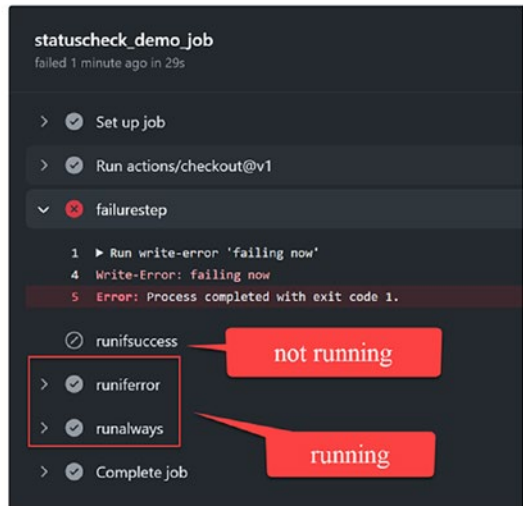 statuscheck_demo_job
failed 1 minute ago in 29s
Set up job
Run actions/checkout@v1
failurestep
1 ▶ Run write-error 'failing now'
4 Write-Error: failing now
5 Error: Process completed with exit code 1.
runifsuccess
not running
runiferror
runalways
running
Complete job